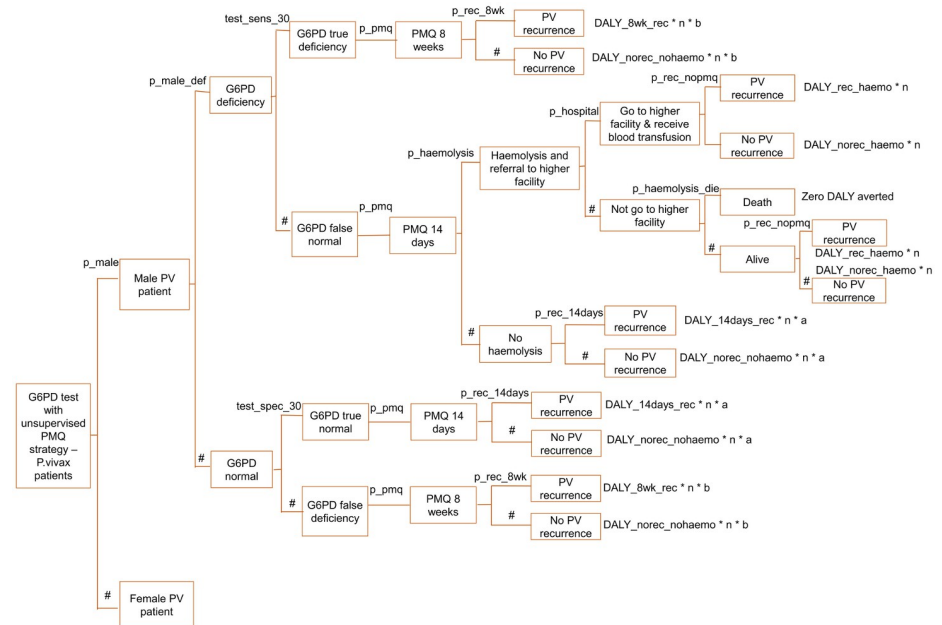 test_sens_30
p_rec_8wk
PV
recurrence
DALY_8wk_rec * n * b
G6PD true
deficiency
p_pmq
PMQ 8
weeks
#
No PV
recurrence
DALY_norec_nohaemo * n * b
p_male_def
G6PD
deficiency
p_rec_nopmq
PV
recurrence
DALY_rec_haemo * n
p_hospital
Go to higher
facility & receive
blood transfusion
No PV
recurrence
DALY_norec_haemo * n
p_haemolysis
Haemolysis and
referral to higher
facility
#
G6PD false
normal
p_pmq
PMQ 14
days
p_haemolysis_die
Death
Zero DALY averted
#
Not go to higher
facility
p_rec_nopmq
PV
recurrence
#
Alive
DALY_rec_haemo * n
DALY_norec_haemo * n
#
No PV
recurrence
p_male
Male PV
patient
p_rec_14days
PV
recurrence
DALY_14days_rec * n * a
#
No
haemolysis
#
No PV
recurrence
DALY_norec_nohaemo * n * a
G6PD test
with
unsupervised
PMQ
strategy –
P.vivax
patients
test_spec_30
G6PD true
normal
p_pmq
PMQ 14
days
p_rec_14days
PV
recurrence
DALY_14days_rec * n * a
#
No PV
recurrence
DALY_norec_nohaemo * n * a
#
G6PD
normal
#
G6PD false
deficiency
p_pmq
PMQ 8
weeks
p_rec_8wk
PV
recurrence
DALY_8wk_rec * n * b
#
No PV
recurrence
DALY_norec_nohaemo * n * b
#
Female PV
patient